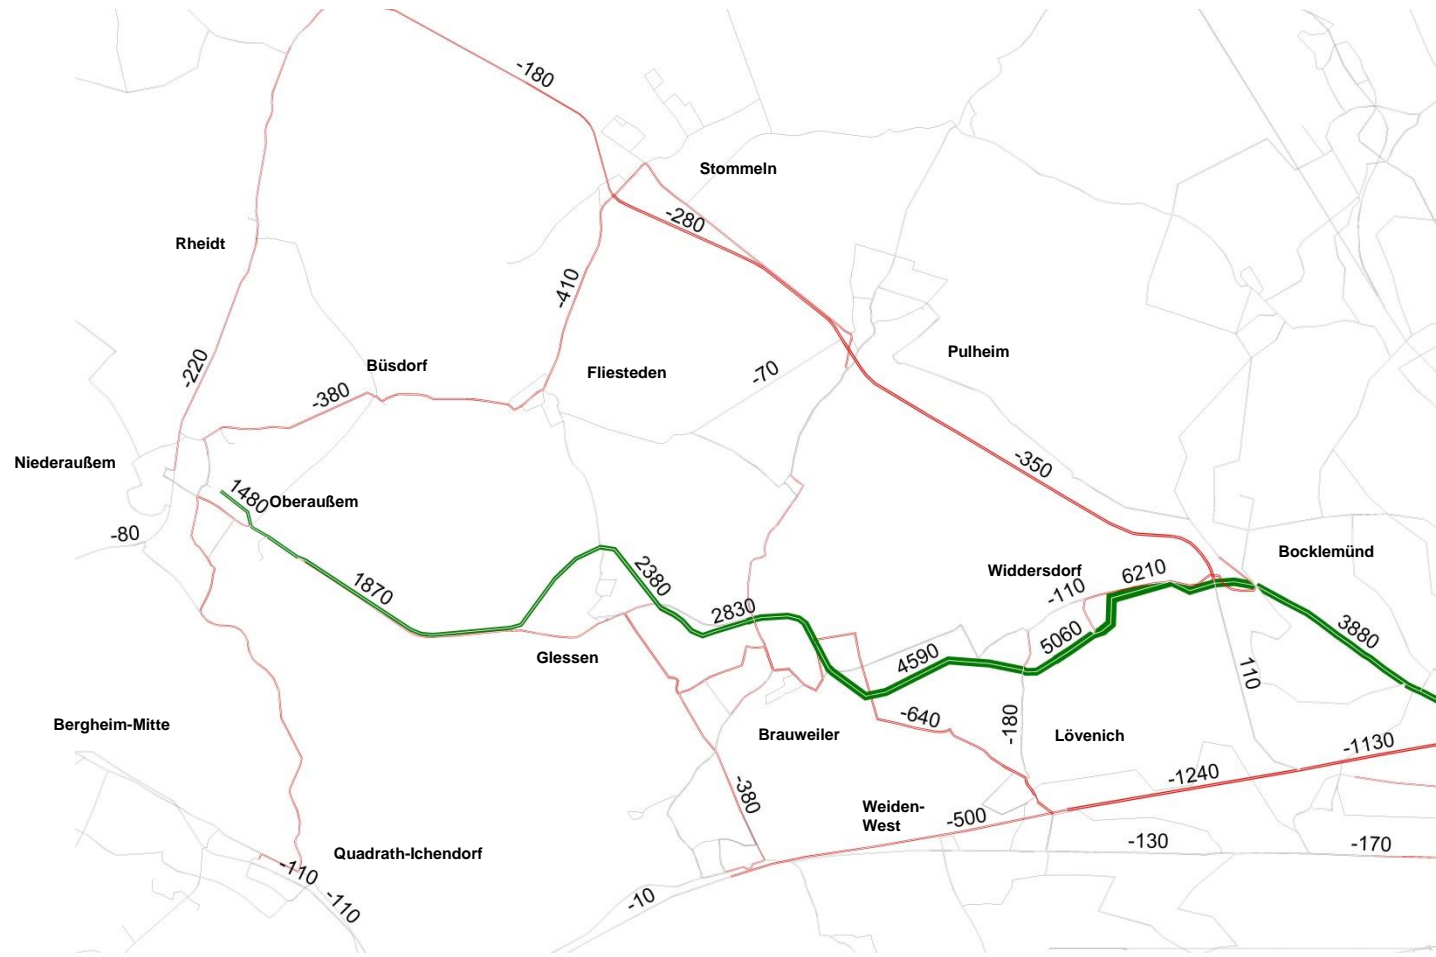 -180
Stommeln
-280
Rheidt
-410
-220
Büsdorf
-380
Fliesteden
-70
Pulheim
-350
Niederaußem
1480
Oberaußem
-80
1870
2380
2830
Widdersdorf
-110
6210
Bocklemünd
5060
3880
4590
110
Glessen
Bergheim-Mitte
Brauweiler
-640
-180
Lövenich
-1130
-1240
-380
Weiden-
West
-500
-130
-170
Quadrath-Ichendorf
-110
-110
-10